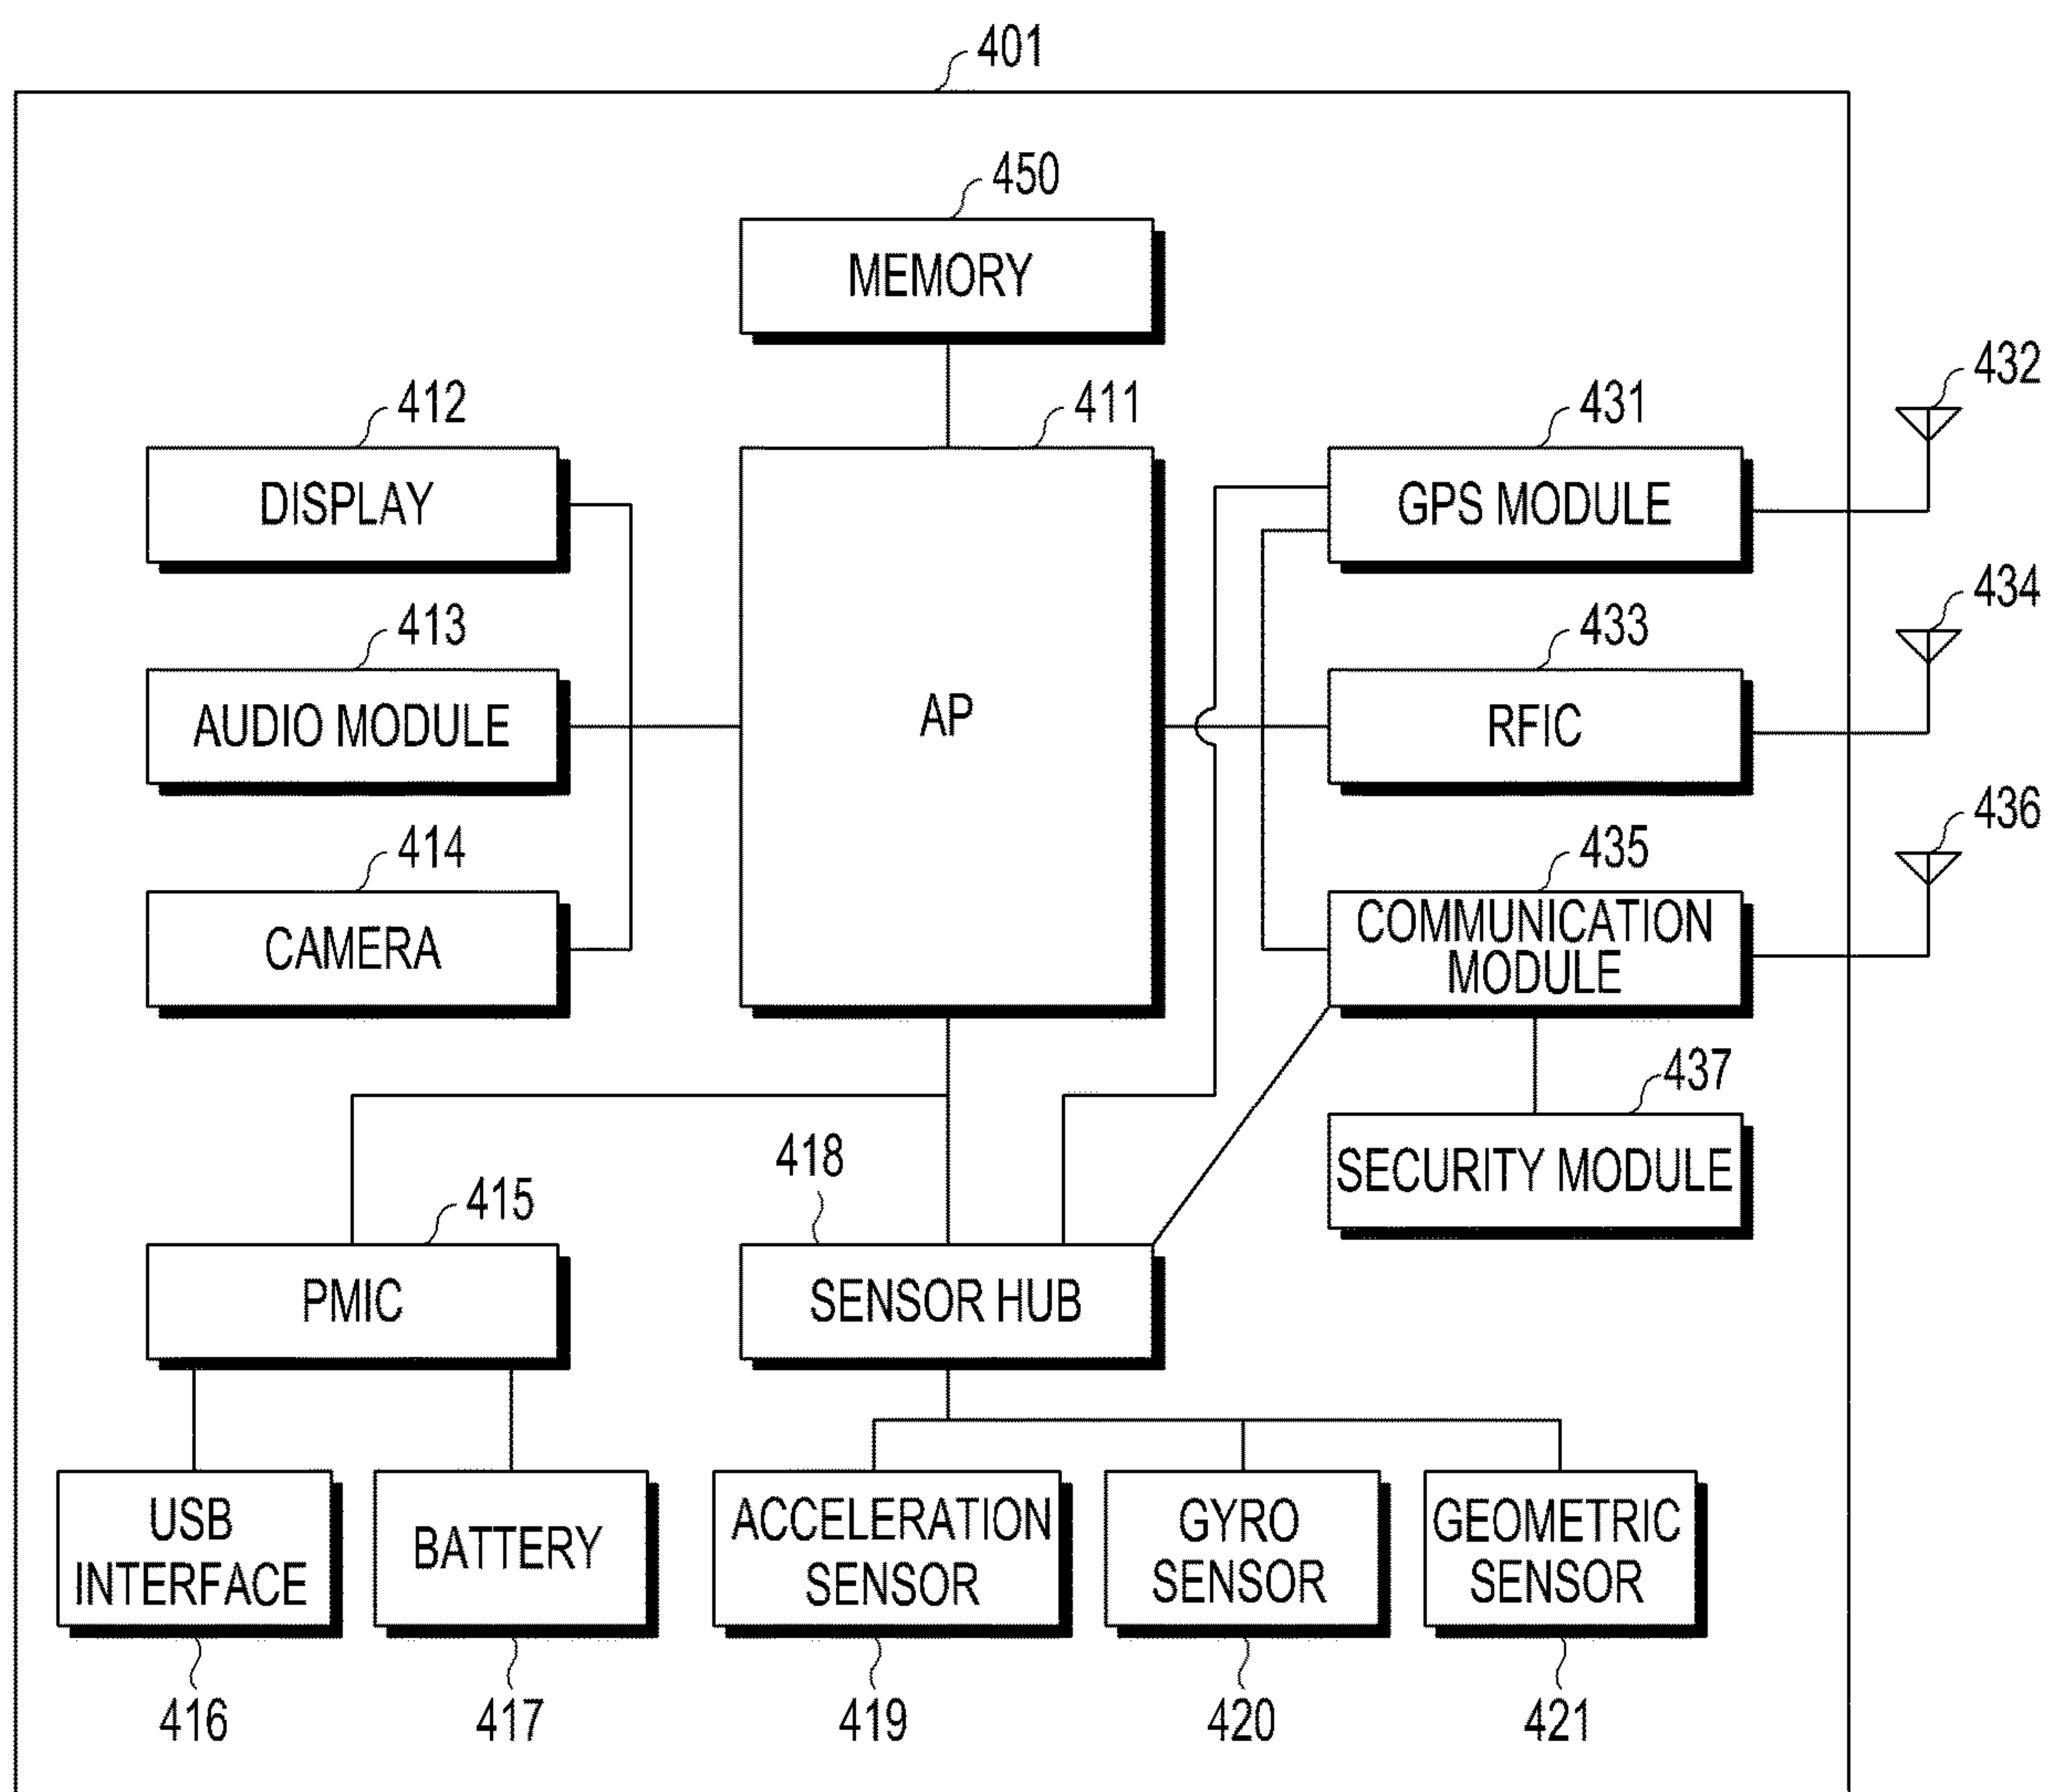 401
450
MEMORY
412
411
431
432
DISPLAY
GPS MODULE
413
433
434
AUDIO MODULE
AP
RFIC
414
435
436
CAMERA
COMMUNICATION
MODULE
437
SECURITY MODULE
415
418
PMIC
SENSOR HUB
USB
INTERFACE
BATTERY
ACCELERATION
SENSOR
GYRO
SENSOR
GEOMETRIC
SENSOR
416
417
419
420
421